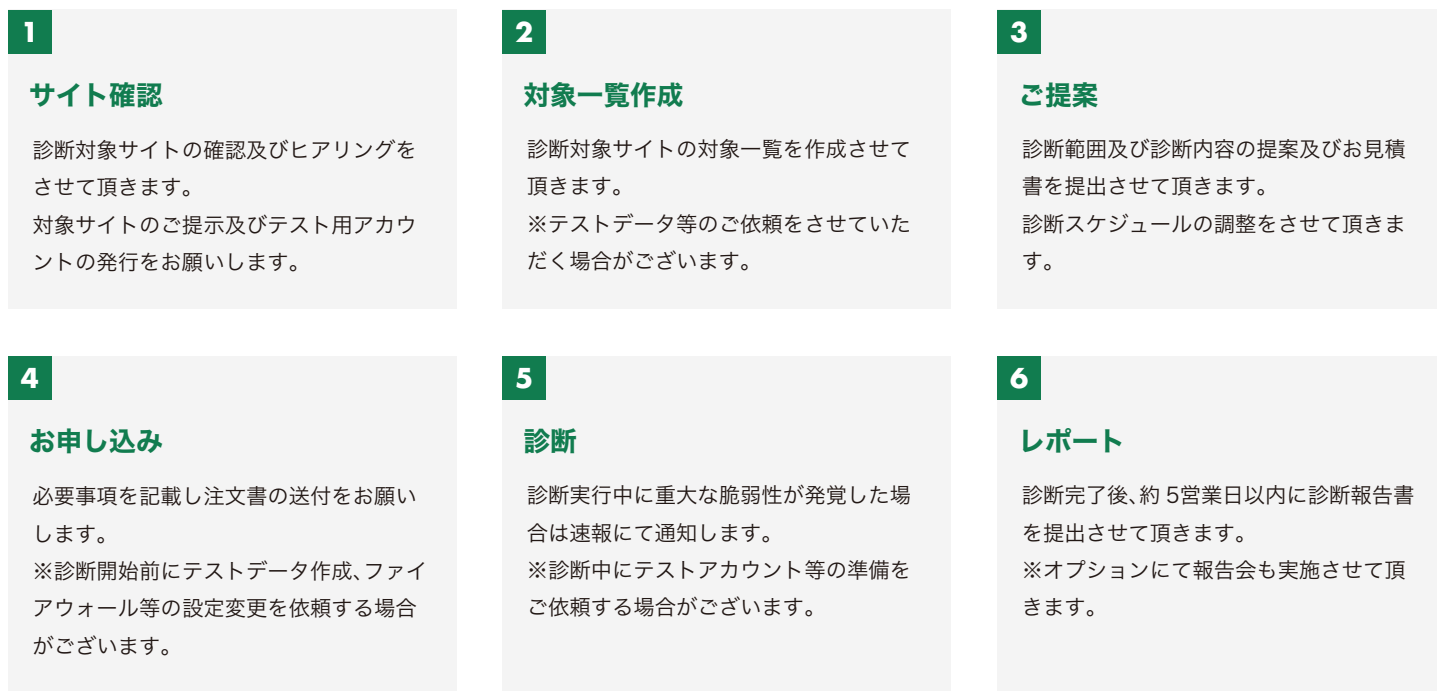 1
サイト確認
診断対象サイトの確認及びヒアリングを
させて頂きます。
対象サイトのご提示及びテスト用アカウ
ントの発行をお願いします。
2
対象一覧作成
診断対象サイトの対象一覧を作成させて
頂きます。
※テストデータ等のご依頼をさせていた
だく場合がございます。
3
ご提案
診断範囲及び診断内容の提案及びお見積
書を提出させて頂きます。
診断スケジュールの調整をさせて頂きま
す。
4
お申し込み
必要事項を記載し注文書の送付をお願い
します。
※診断開始前にテストデータ作成、ファイ
アウォール等の設定変更を依頼する場合
がございます。
5
診断
診断実行中に重大な脆弱性が発覚した場
合は速報にて通知します。
※診断中にテストアカウント等の準備を
ご依頼する場合がございます。
6
レポート
診断完了後、約 5営業日以内に診断報告書
を提出させて頂きます。
※オプションにて報告会も実施させて頂
きます。